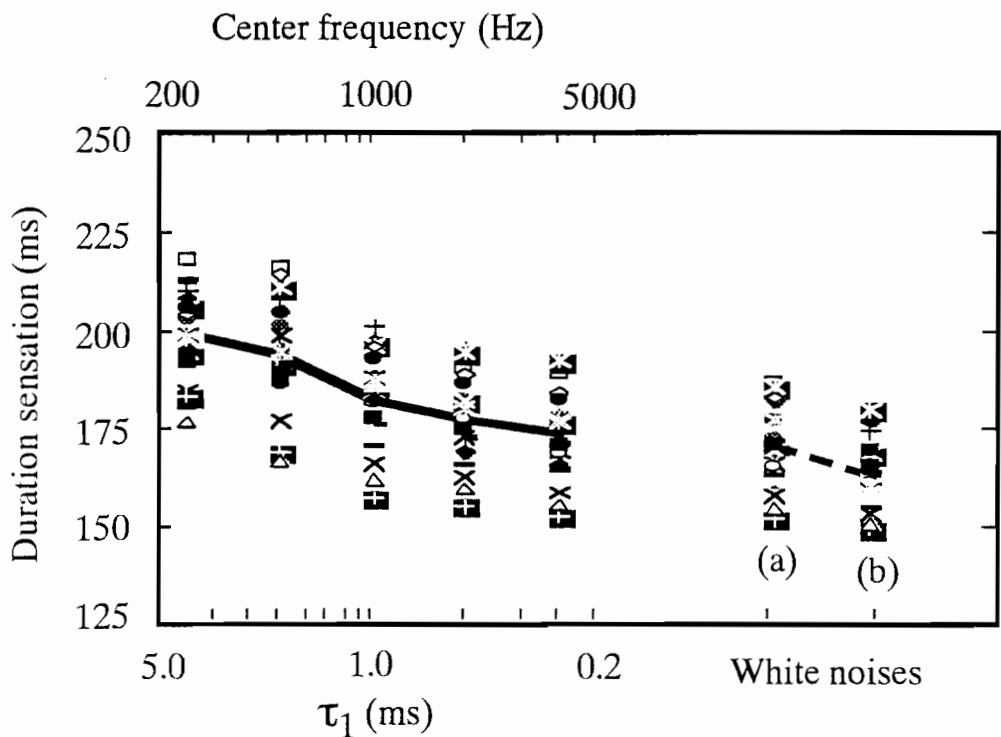 Center frequency (Hz)
200 1000 5000
250
225
200
175
150
125
Duration sensation (ms)
(a) (b)
5.0 1.0 0.2 White noises
τ1 (ms)